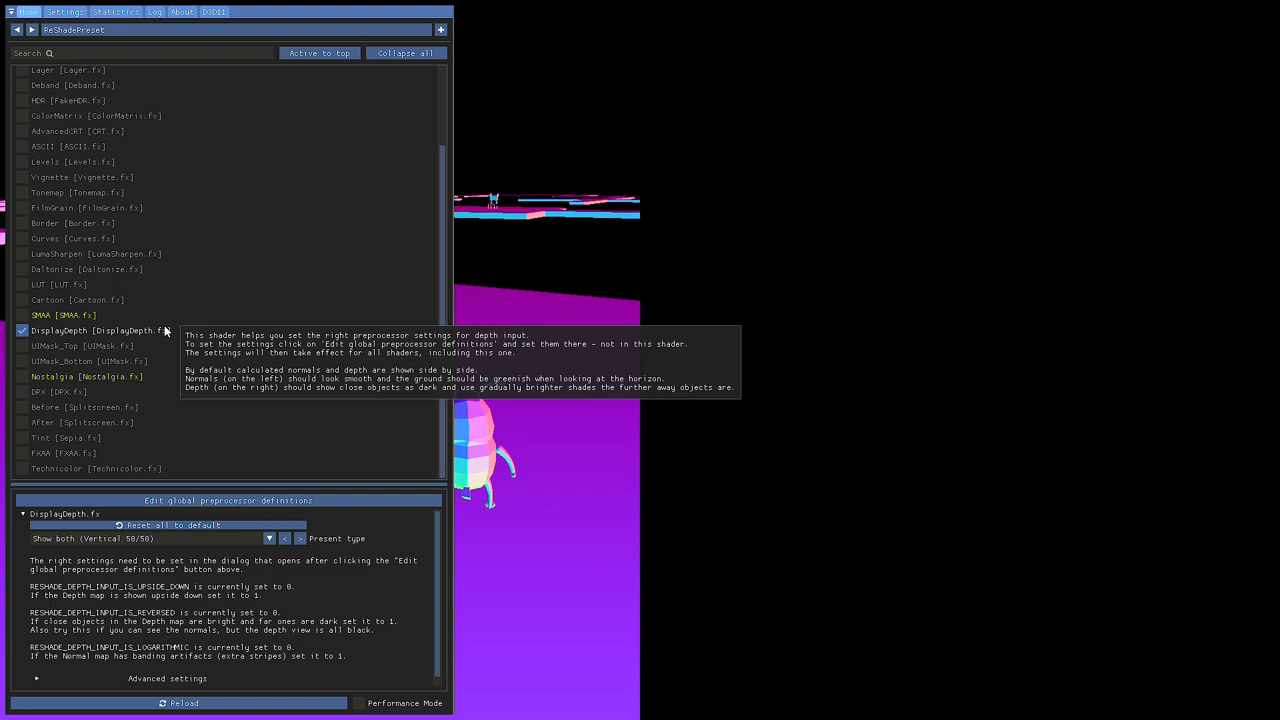 Home Settings Statistics Log About D3D11
ReShadePreset
Search Active to top Collapse all
Layer [Layer.fx]
Deband [Deband.fx]
HDR [FakeHDR.fx]
ColorMatrix [ColorMatrix.fx]
AdvancedCRT [CRT.fx]
ASCII [ASCII.fx]
Levels [Levels.fx]
Vignette [Vignette.fx]
Tonemap [Tonemap.fx]
FilmGrain [FilmGrain.fx]
Border [Border.fx]
Curves [Curves.fx]
LumaSharpen [LumaSharpen.fx]
Daltonize [Daltonize.fx]
LUT [LUT.fx]
Cartoon [Cartoon.fx]
SMAA [SMAA.fx]
DisplayDepth [DisplayDepth.fx]
UIMask_Top [UIMask.fx]
UIMask_Bottom [UIMask.fx]
Nostalgia [Nostalgia.fx]
DPX [DPX.fx]
Before [Splitscreen.fx]
After [Splitscreen.fx]
Tint [Sepia.fx]
FXAA [FXAA.fx]
Technicolor [Technicolor.fx]
This shader helps you set the right preprocessor settings for depth input.
To set the settings click on 'Edit global preprocessor definitions' and set them there - not in this shader.
The settings will then take effect for all shaders, including this one.
By default calculated normals and depth are shown side by side.
Normals (on the left) should look smooth and the ground should be greenish when looking at the horizon.
Depth (on the right) should show close objects as dark and use gradually brighter shades the further away objects are.
Edit global preprocessor definitions
DisplayDepth.fx
Reset all to default
Show both (Vertical 50/50) < > Present type
The right settings need to be set in the dialog that opens after clicking the "Edit
global preprocessor definitions" button above.
RESHADE_DEPTH_INPUT_IS_UPSIDE_DOWN is currently set to 0.
If the Depth map is shown upside down set it to 1.
RESHADE_DEPTH_INPUT_IS_REVERSED is currently set to 0.
If close objects in the Depth map are bright and far ones are dark set it to 1.
Also try this if you can see the normals, but the depth view is all black.
RESHADE_DEPTH_INPUT_IS_LOGARITHMIC is currently set to 0.
If the Normal map has banding artifacts (extra stripes) set it to 1.
Advanced settings
Reload Performance Mode